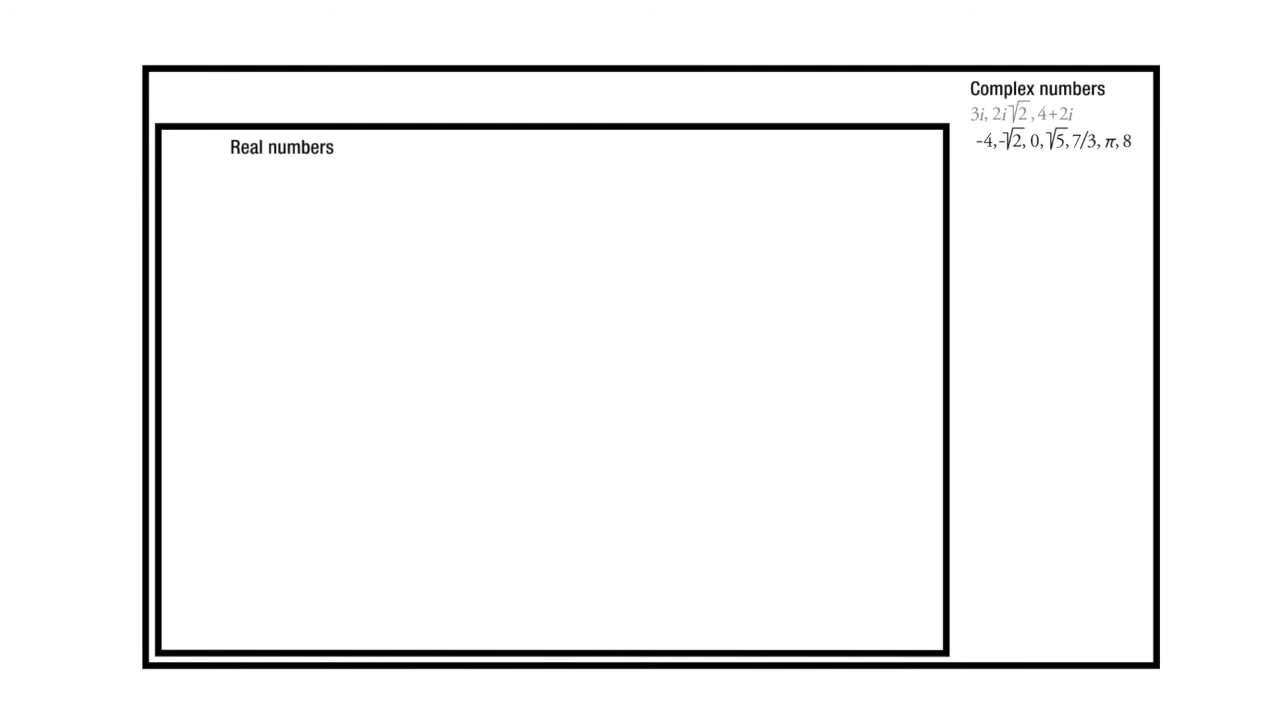 Complex numbers
3i, 2i√2, 4+2i
Real numbers
-4,-√2, 0, √5, 7/3, π, 8